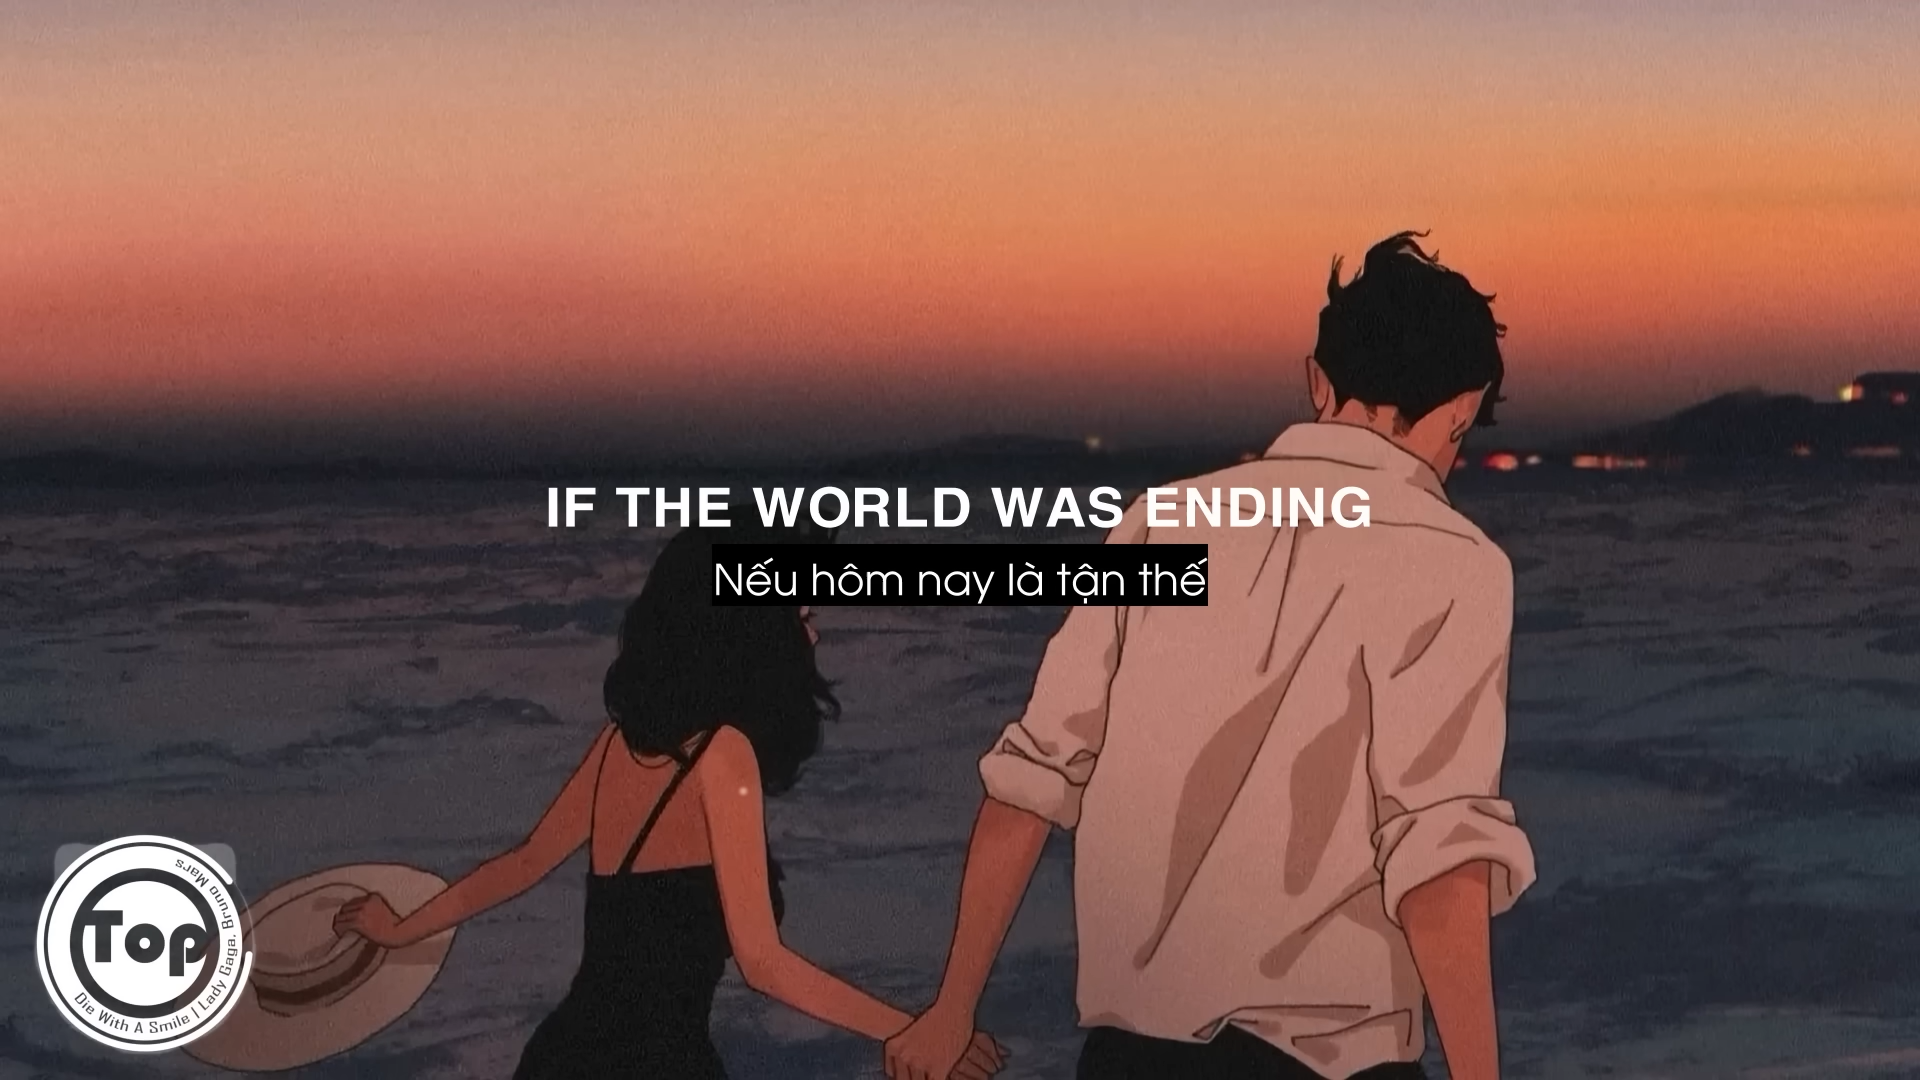 IF THE WORLD WAS ENDING
Nếu hôm nay là tận thế
Top
Die With A Smile | Lady Gaga, Bruno Mars